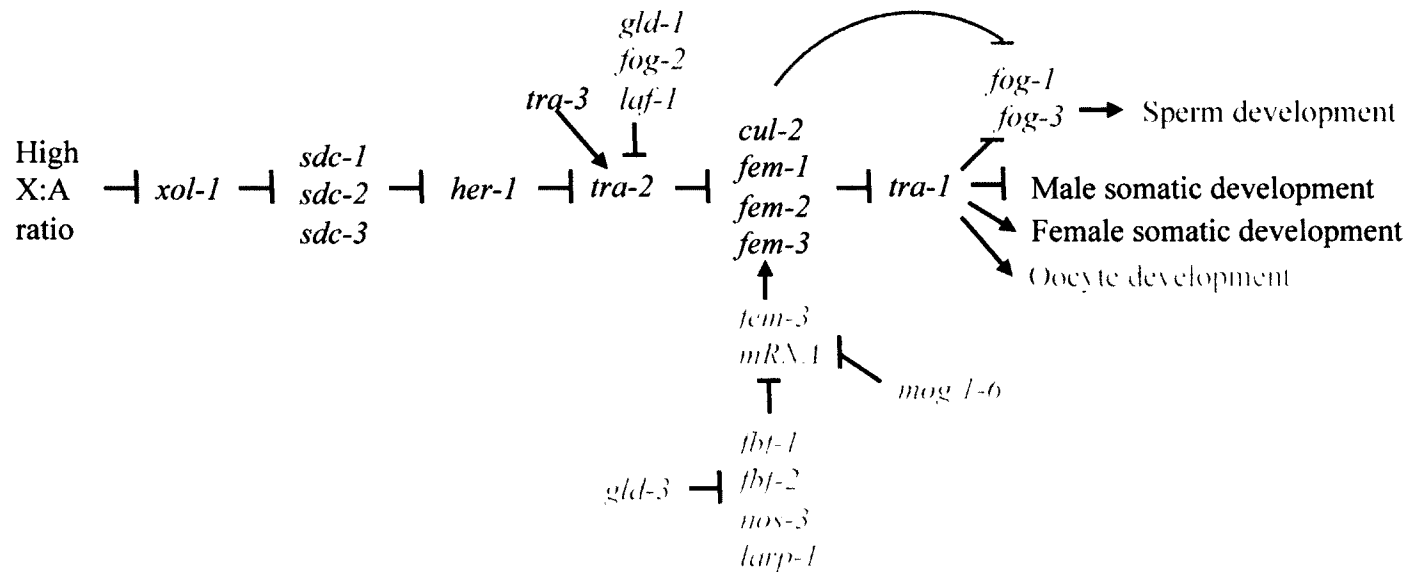 gld-1
fog-2
laf-1
tra-3
fog-1
fog-3
Sperm development
cul-2
fem-1
fem-2
fem-3
High
X:A
ratio
xol-1
sdc-1
sdc-2
sdc-3
her-1
tra-2
tra-1
Male somatic development
Female somatic development
Oocyte development
fem-3
mRNA
mog 1-6
fbf-1
fbf-2
nos-3
larp-1
gld-3